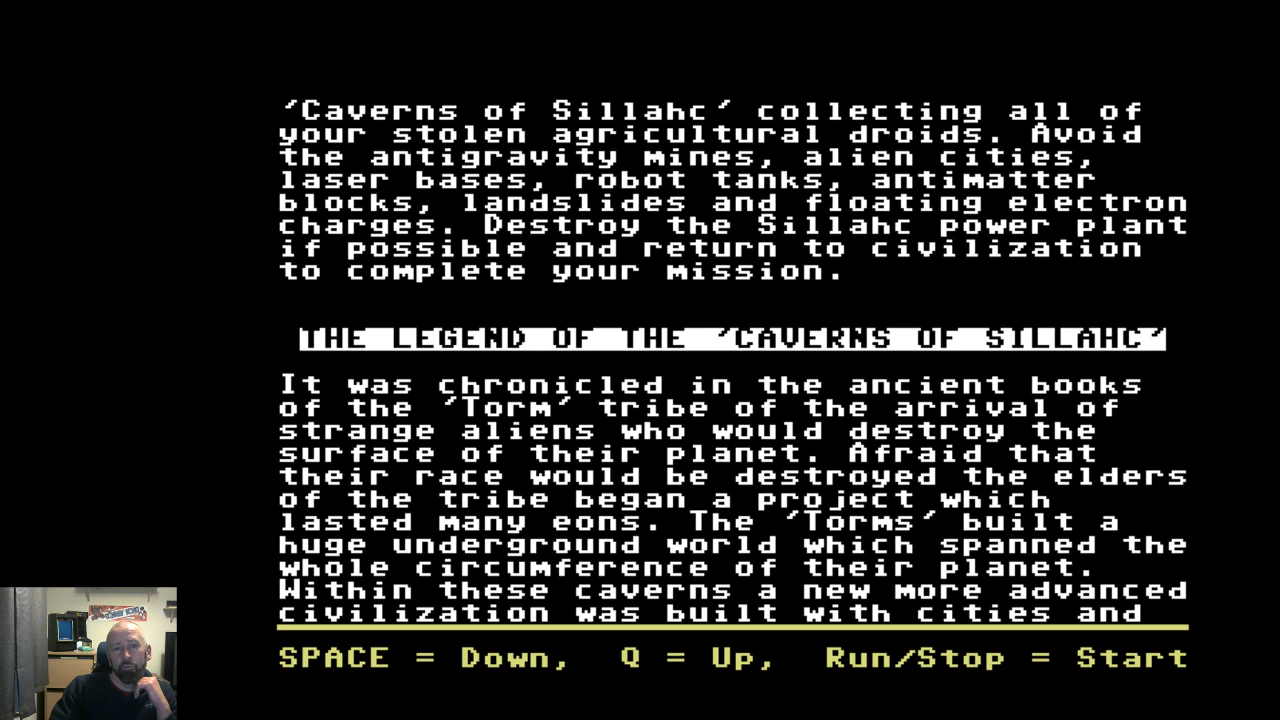 'Caverns of Sillahc' collecting all of
your stolen agricultural droids. Avoid
the antigravity mines, alien cities,
laser bases, robot tanks, antimatter
blocks, landslides and floating electron
charges. Destroy the Sillahc power plant
if possible and return to civilization
to complete your mission.
THE LEGEND OF THE 'CAVERNS OF SILLAHC'
It was chronicled in the ancient books
of the 'Torm' tribe of the arrival of
strange aliens who would destroy the
surface of their planet. Afraid that
their race would be destroyed the elders
of the tribe began a project which
lasted many eons. The 'Torms' built a
huge underground world which spanned the
whole circumference of their planet.
Within these caverns a new more advanced
civilization was built with cities and
SPACE = Down, Q = Up, Run/Stop = Start